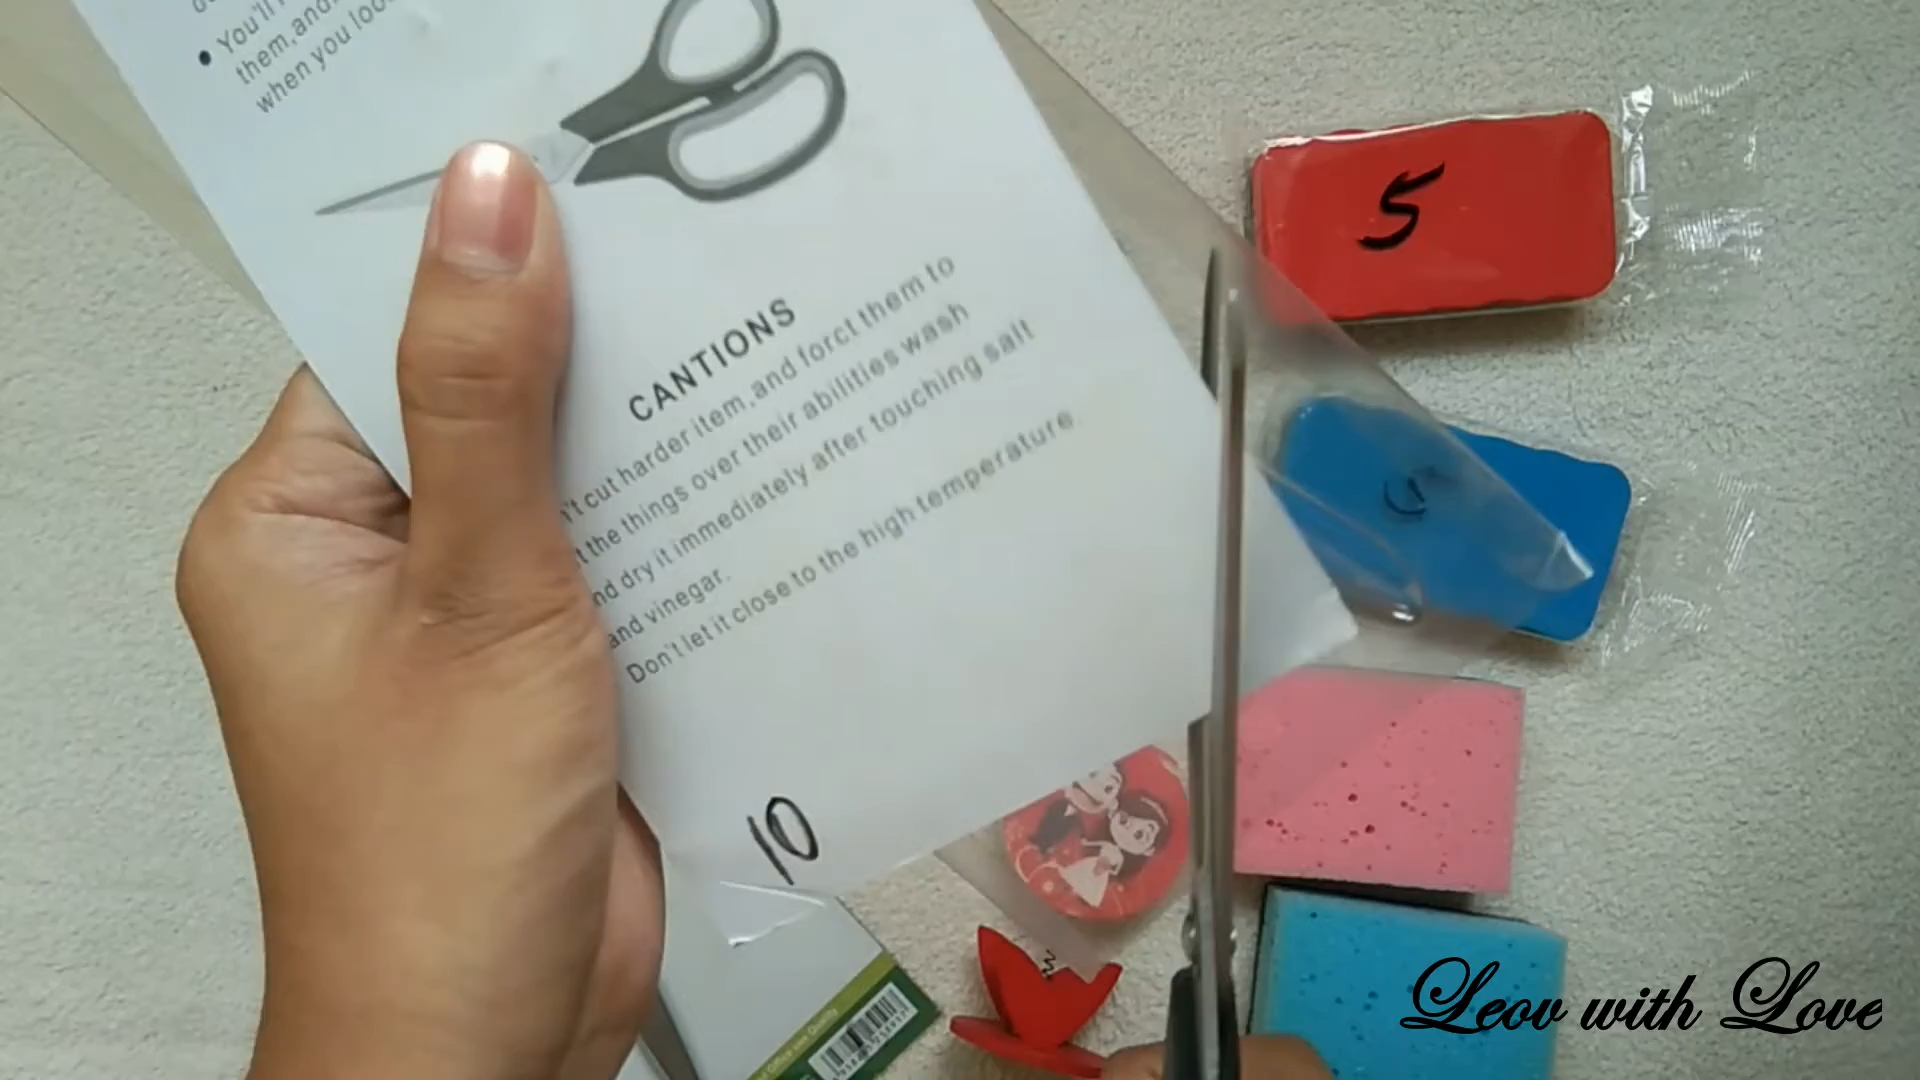 You'll
them, and
when you loo
CANTIONS
n't cut harder item, and forct them to
t the things over their abilities wash
nd dry it immediately after touching salt
and vinegar.
Don't let it close to the high temperature.
10
5
5
Leov with Love